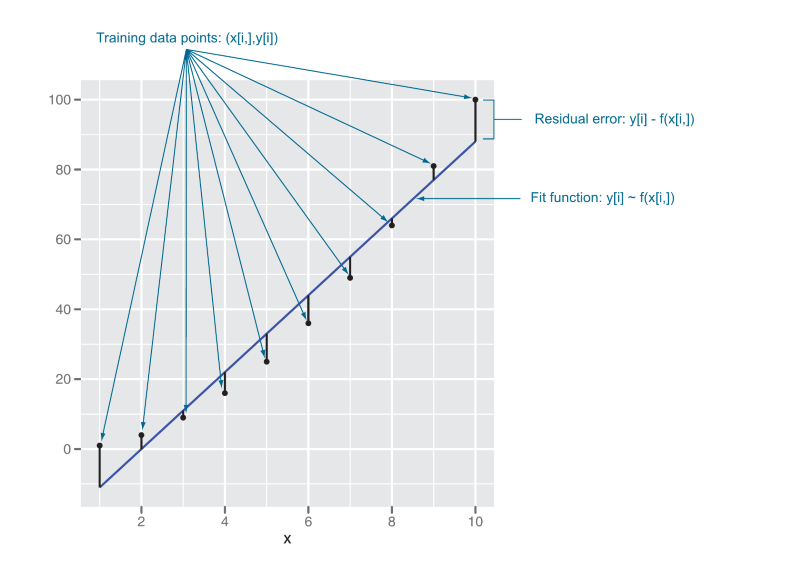 Training data points: (x[i,],y[i])
100
Residual error: y[i] - f(x[i,])
80
Fit function: y[i] ~ f(x[i,])
60
40
20
0
2 4 6 8 10
x